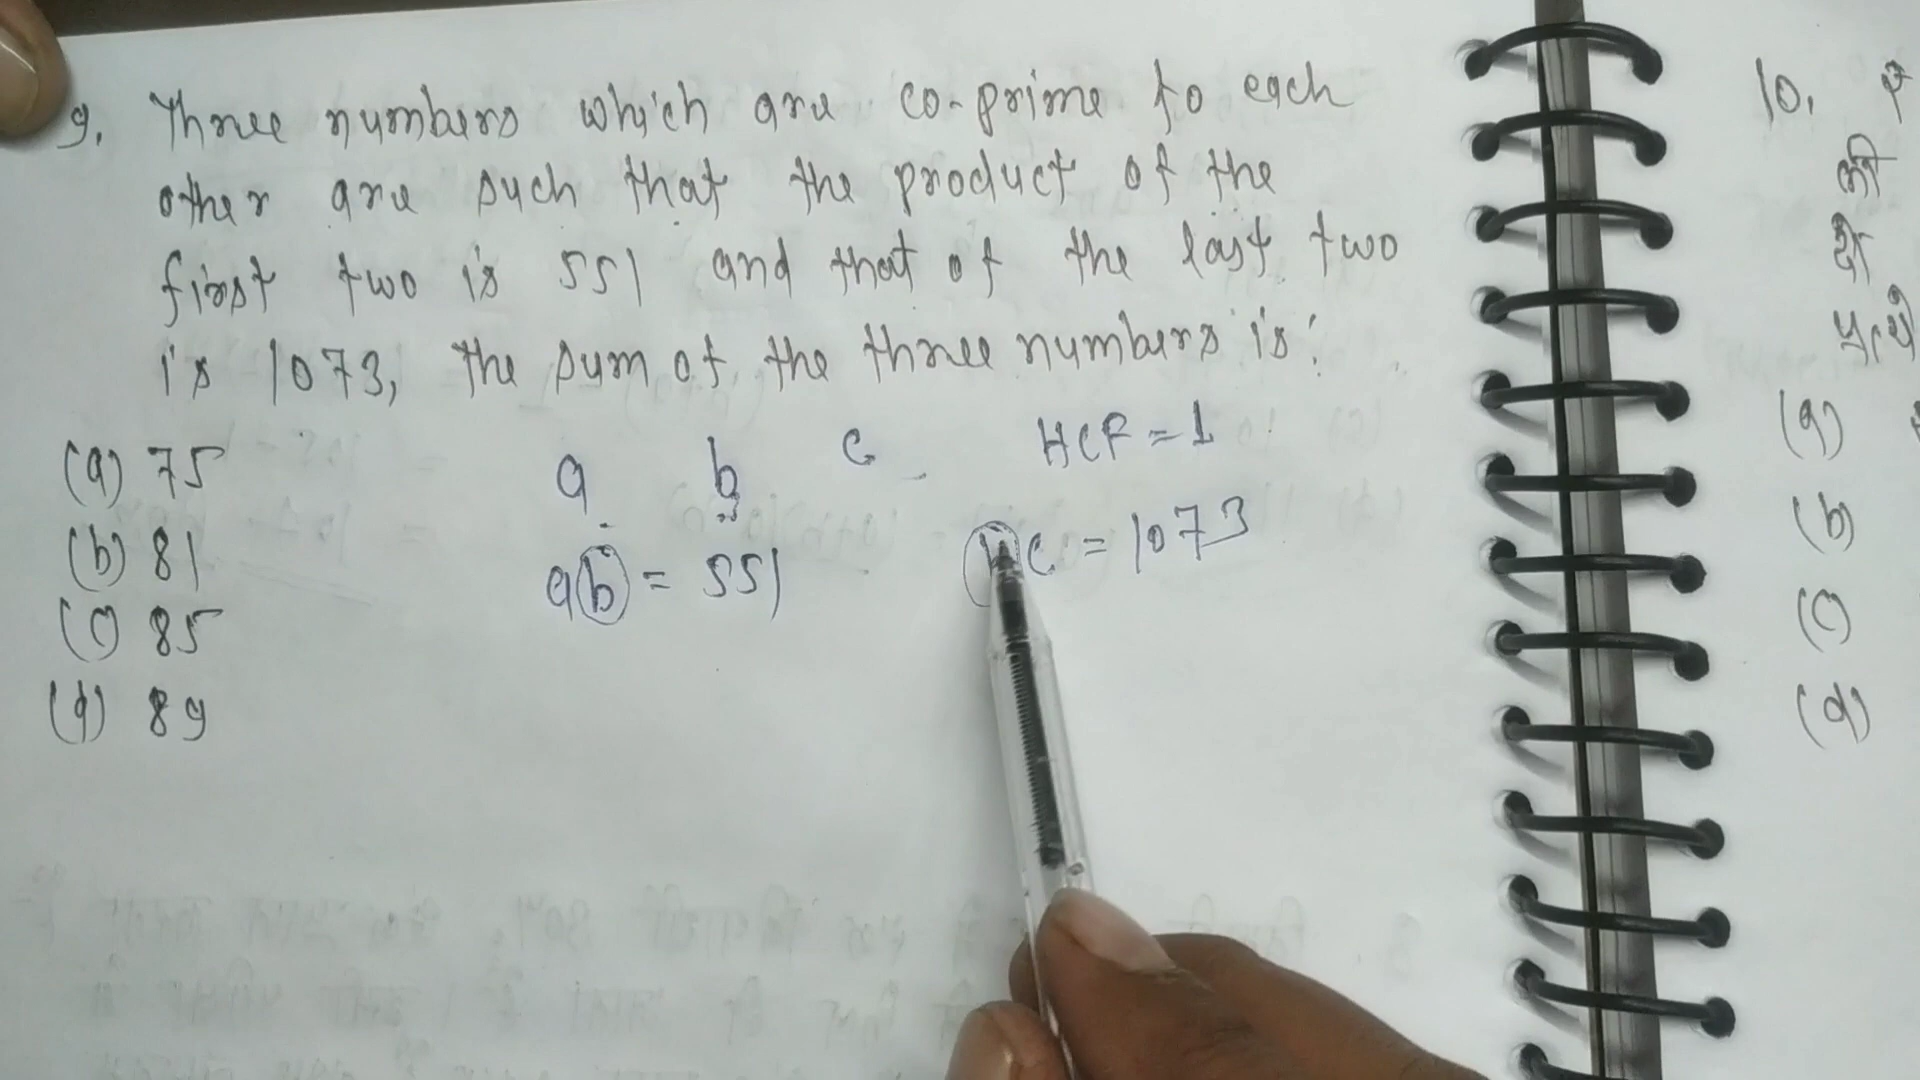 9. Three numbers which are co-prime to each
other are such that the product of the
first two is 551 and that of the last two
is 1073, the sum of the three numbers is:
(a) 75
(b) 81
(c) 85
(d) 89
a b c HCF = 1
ab = 551
bc = 1073
10.
की
दो
(a)
(b)
(c)
(d)